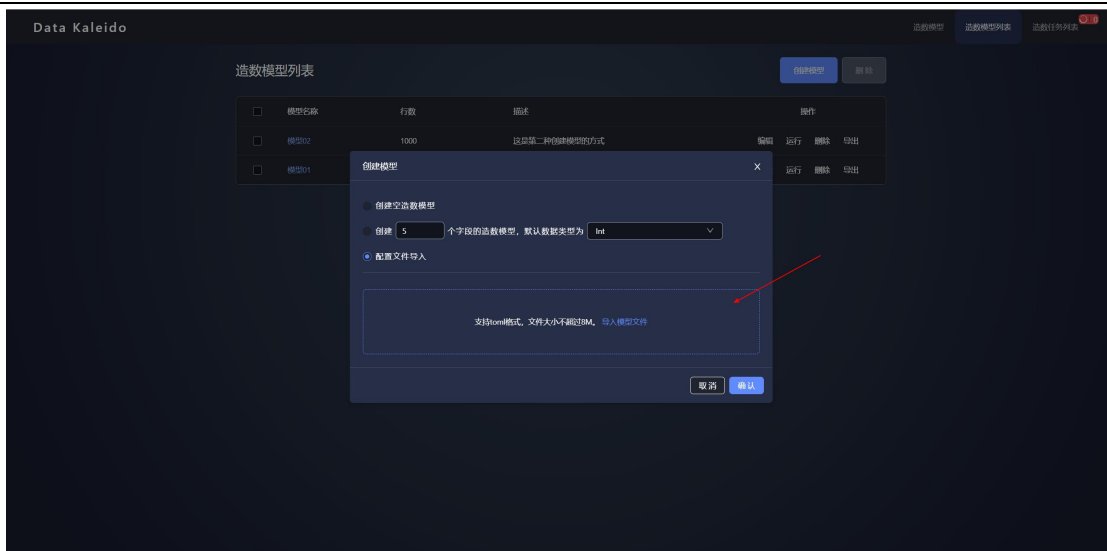 Data Kaleido 造数模型 造数模型列表 造数任务列表 0
造数模型列表 创建模型 删除
模型名称 行数 描述 操作
模型02 1000 这是第二种创建模型的方式 编辑 运行 删除 导出
模型01 运行 删除 导出
创建模型 X
创建空造数模型
创建 5 个字段的造数模型，默认数据类型为 Int
配置文件导入
支持toml格式，文件大小不超过8M。 导入模型文件
取消 确认